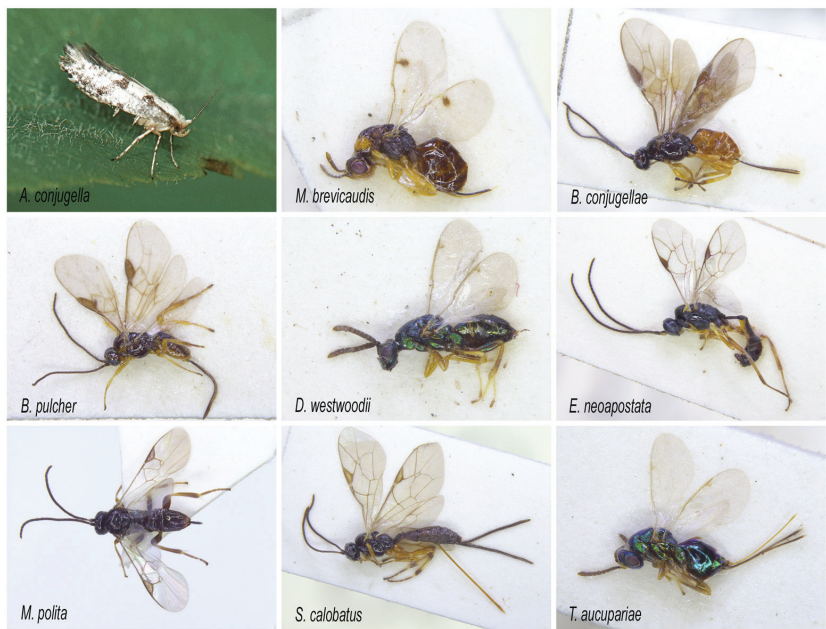 A. conjugella
M. brevicaudis
B. conjugellae
B. pulcher
D. westwoodii
E. neoapostata
M. polita
S. calobatus
T. aucupariae